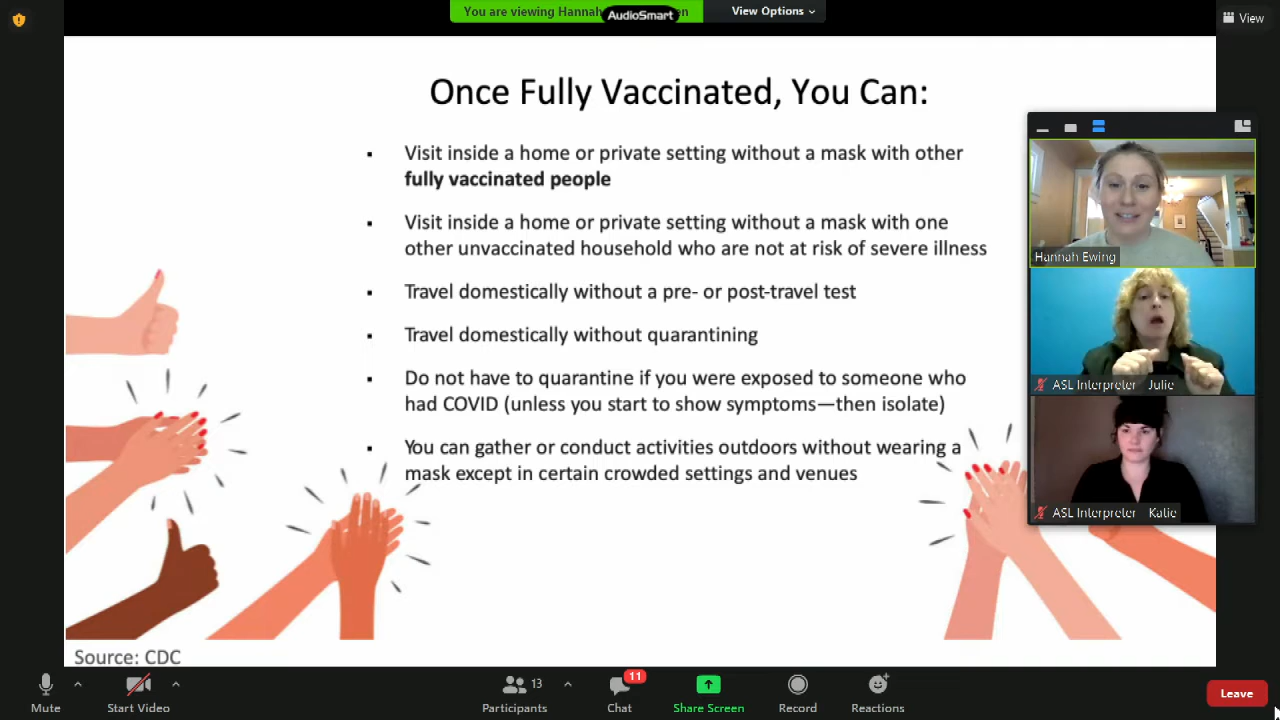 You are viewing Hannah
en
AudioSmart
View Options
View
Once Fully Vaccinated, You Can:
Visit inside a home or private setting without a mask with other
fully vaccinated people
Visit inside a home or private setting without a mask with one
other unvaccinated household who are not at risk of severe illness
Travel domestically without a pre- or post-travel test
Travel domestically without quarantining
Do not have to quarantine if you were exposed to someone who
had COVID (unless you start to show symptoms—then isolate)
You can gather or conduct activities outdoors without wearing a
mask except in certain crowded settings and venues
Source: CDC
Hannah Ewing
ASL Interpreter Julie
ASL Interpreter Katie
Mute
Start Video
13
Participants
11
Chat
Share Screen
Record
Reactions
Leave